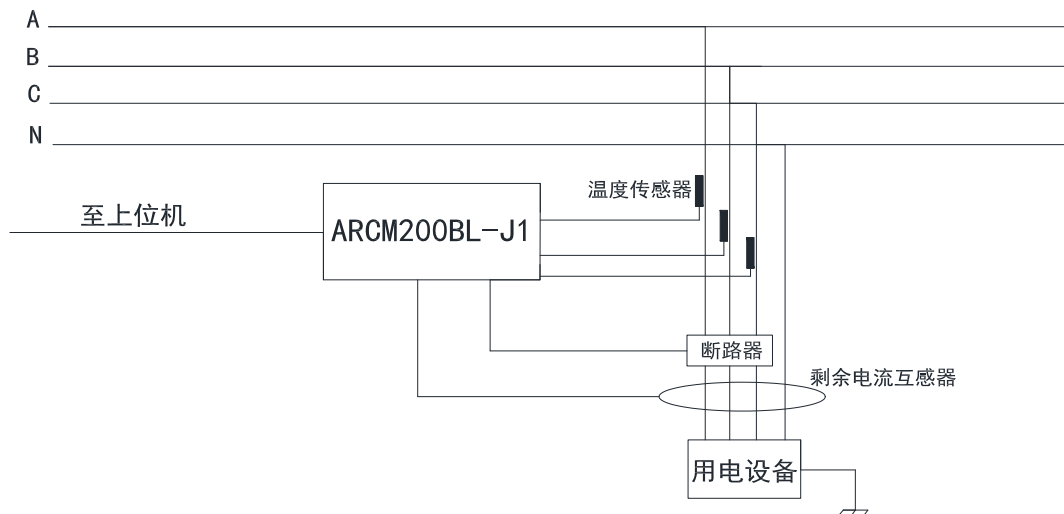 A
B
C
N
温度传感器
至上位机
ARCM200BL-J1
断路器
剩余电流互感器
用电设备